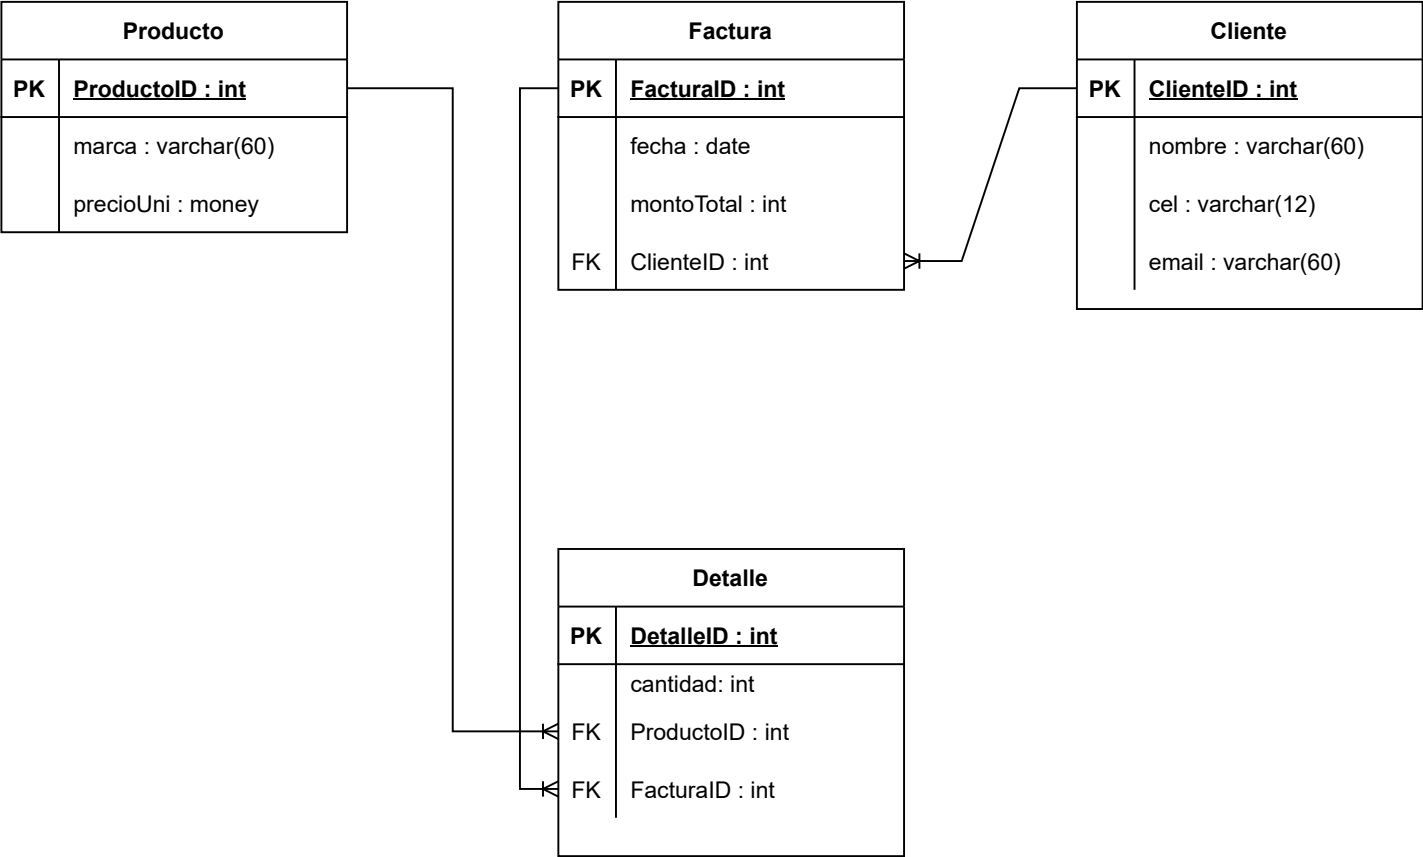 Producto
PK ProductoID : int
marca : varchar(60)
precioUni : money
Factura
PK FacturaID : int
fecha : date
montoTotal : int
FK ClienteID : int
Cliente
PK ClienteID : int
nombre : varchar(60)
cel : varchar(12)
email : varchar(60)
Detalle
PK DetalleID : int
cantidad: int
FK ProductoID : int
FK FacturaID : int